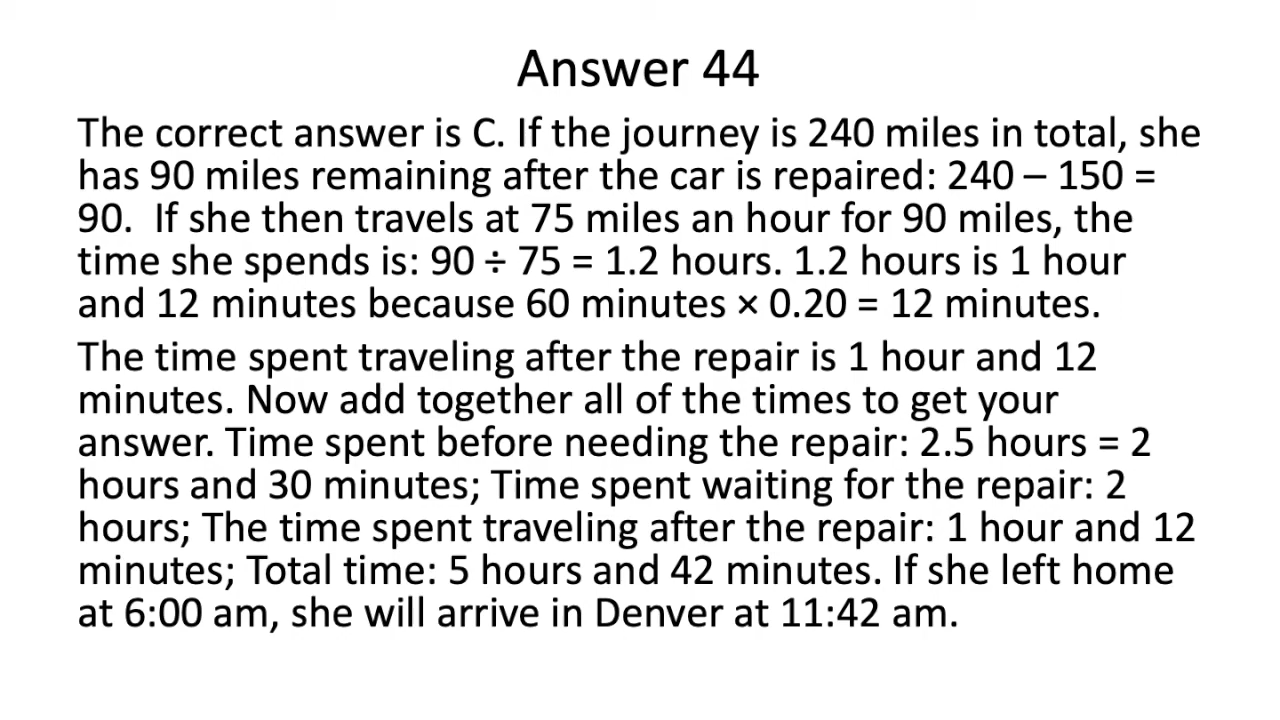 Answer 44
The correct answer is C. If the journey is 240 miles in total, she
has 90 miles remaining after the car is repaired: 240 – 150 =
90.  If she then travels at 75 miles an hour for 90 miles, the
time she spends is: 90 ÷ 75 = 1.2 hours. 1.2 hours is 1 hour
and 12 minutes because 60 minutes × 0.20 = 12 minutes.
The time spent traveling after the repair is 1 hour and 12
minutes. Now add together all of the times to get your
answer. Time spent before needing the repair: 2.5 hours = 2
hours and 30 minutes; Time spent waiting for the repair: 2
hours; The time spent traveling after the repair: 1 hour and 12
minutes; Total time: 5 hours and 42 minutes. If she left home
at 6:00 am, she will arrive in Denver at 11:42 am.